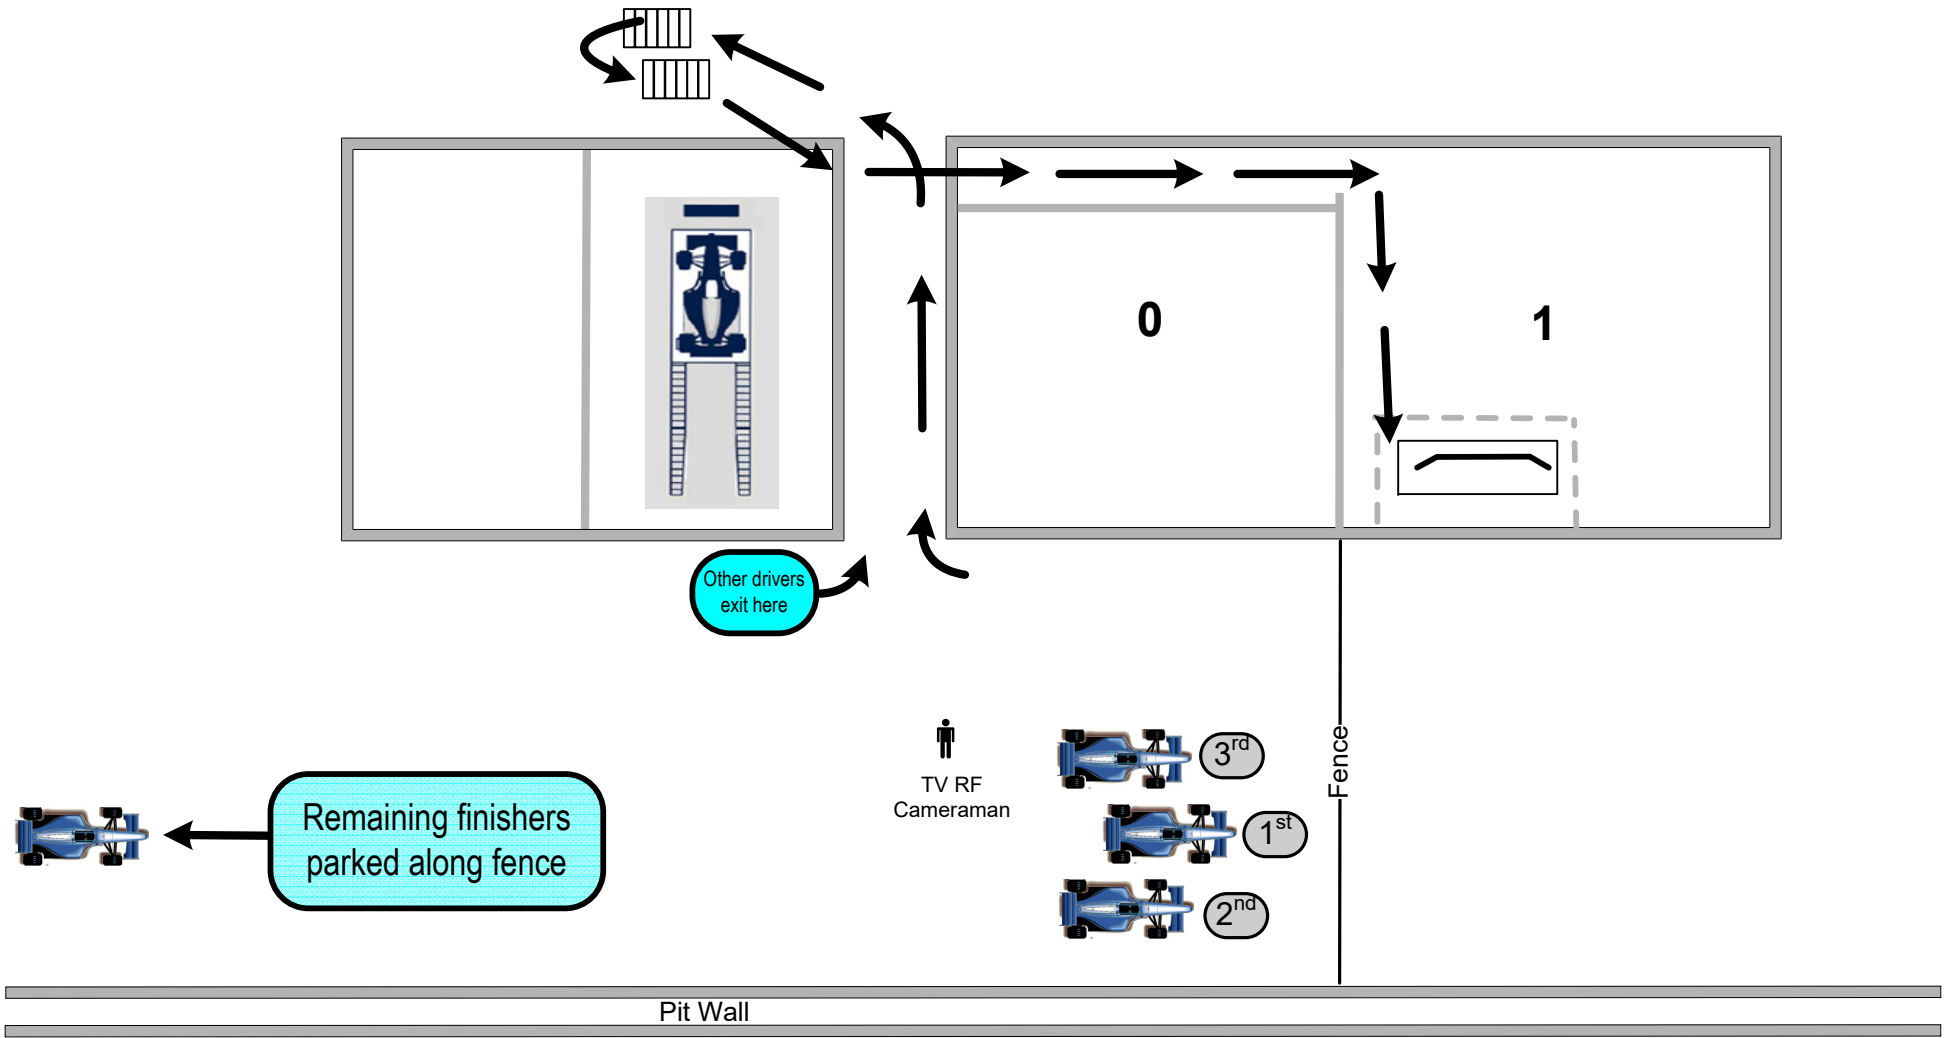 0
1
Other drivers
exit here
Fence
3rd
TV RF
Cameraman
Remaining finishers
parked along fence
1st
2nd
Pit Wall